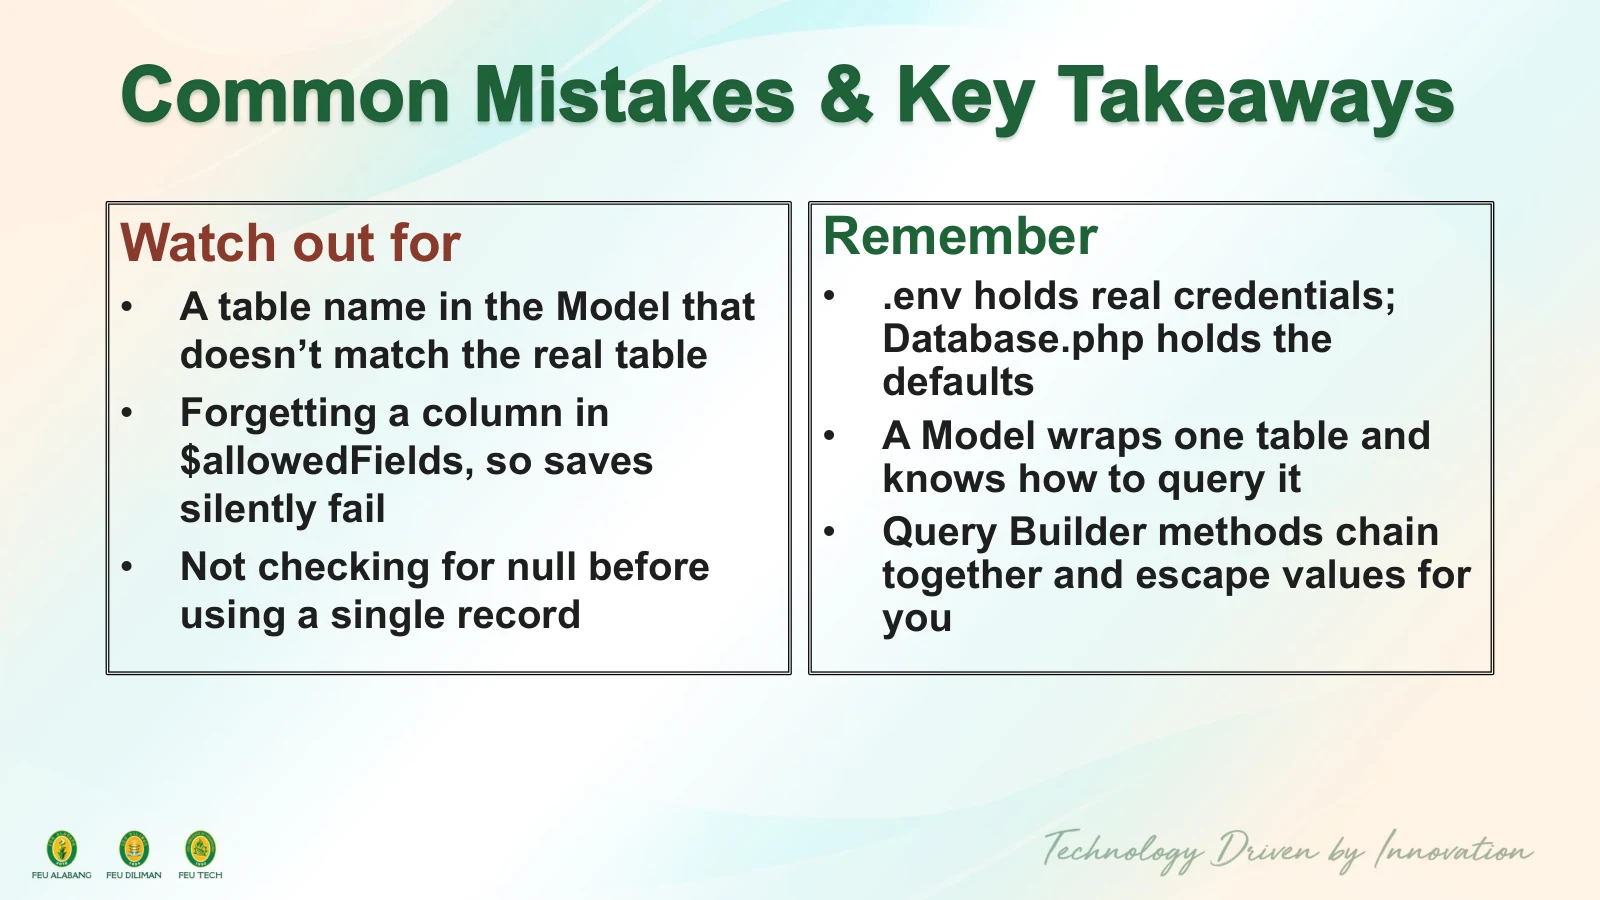 Common Mistakes & Key Takeaways
Watch out for
• A table name in the Model that
doesn’t match the real table
• Forgetting a column in
$allowedFields, so saves
silently fail
• Not checking for null before
using a single record
Remember
• .env holds real credentials;
Database.php holds the
defaults
• A Model wraps one table and
knows how to query it
• Query Builder methods chain
together and escape values for
you
FEU ALABANG
FEU DILIMAN
FEU TECH
Technology Driven by Innovation